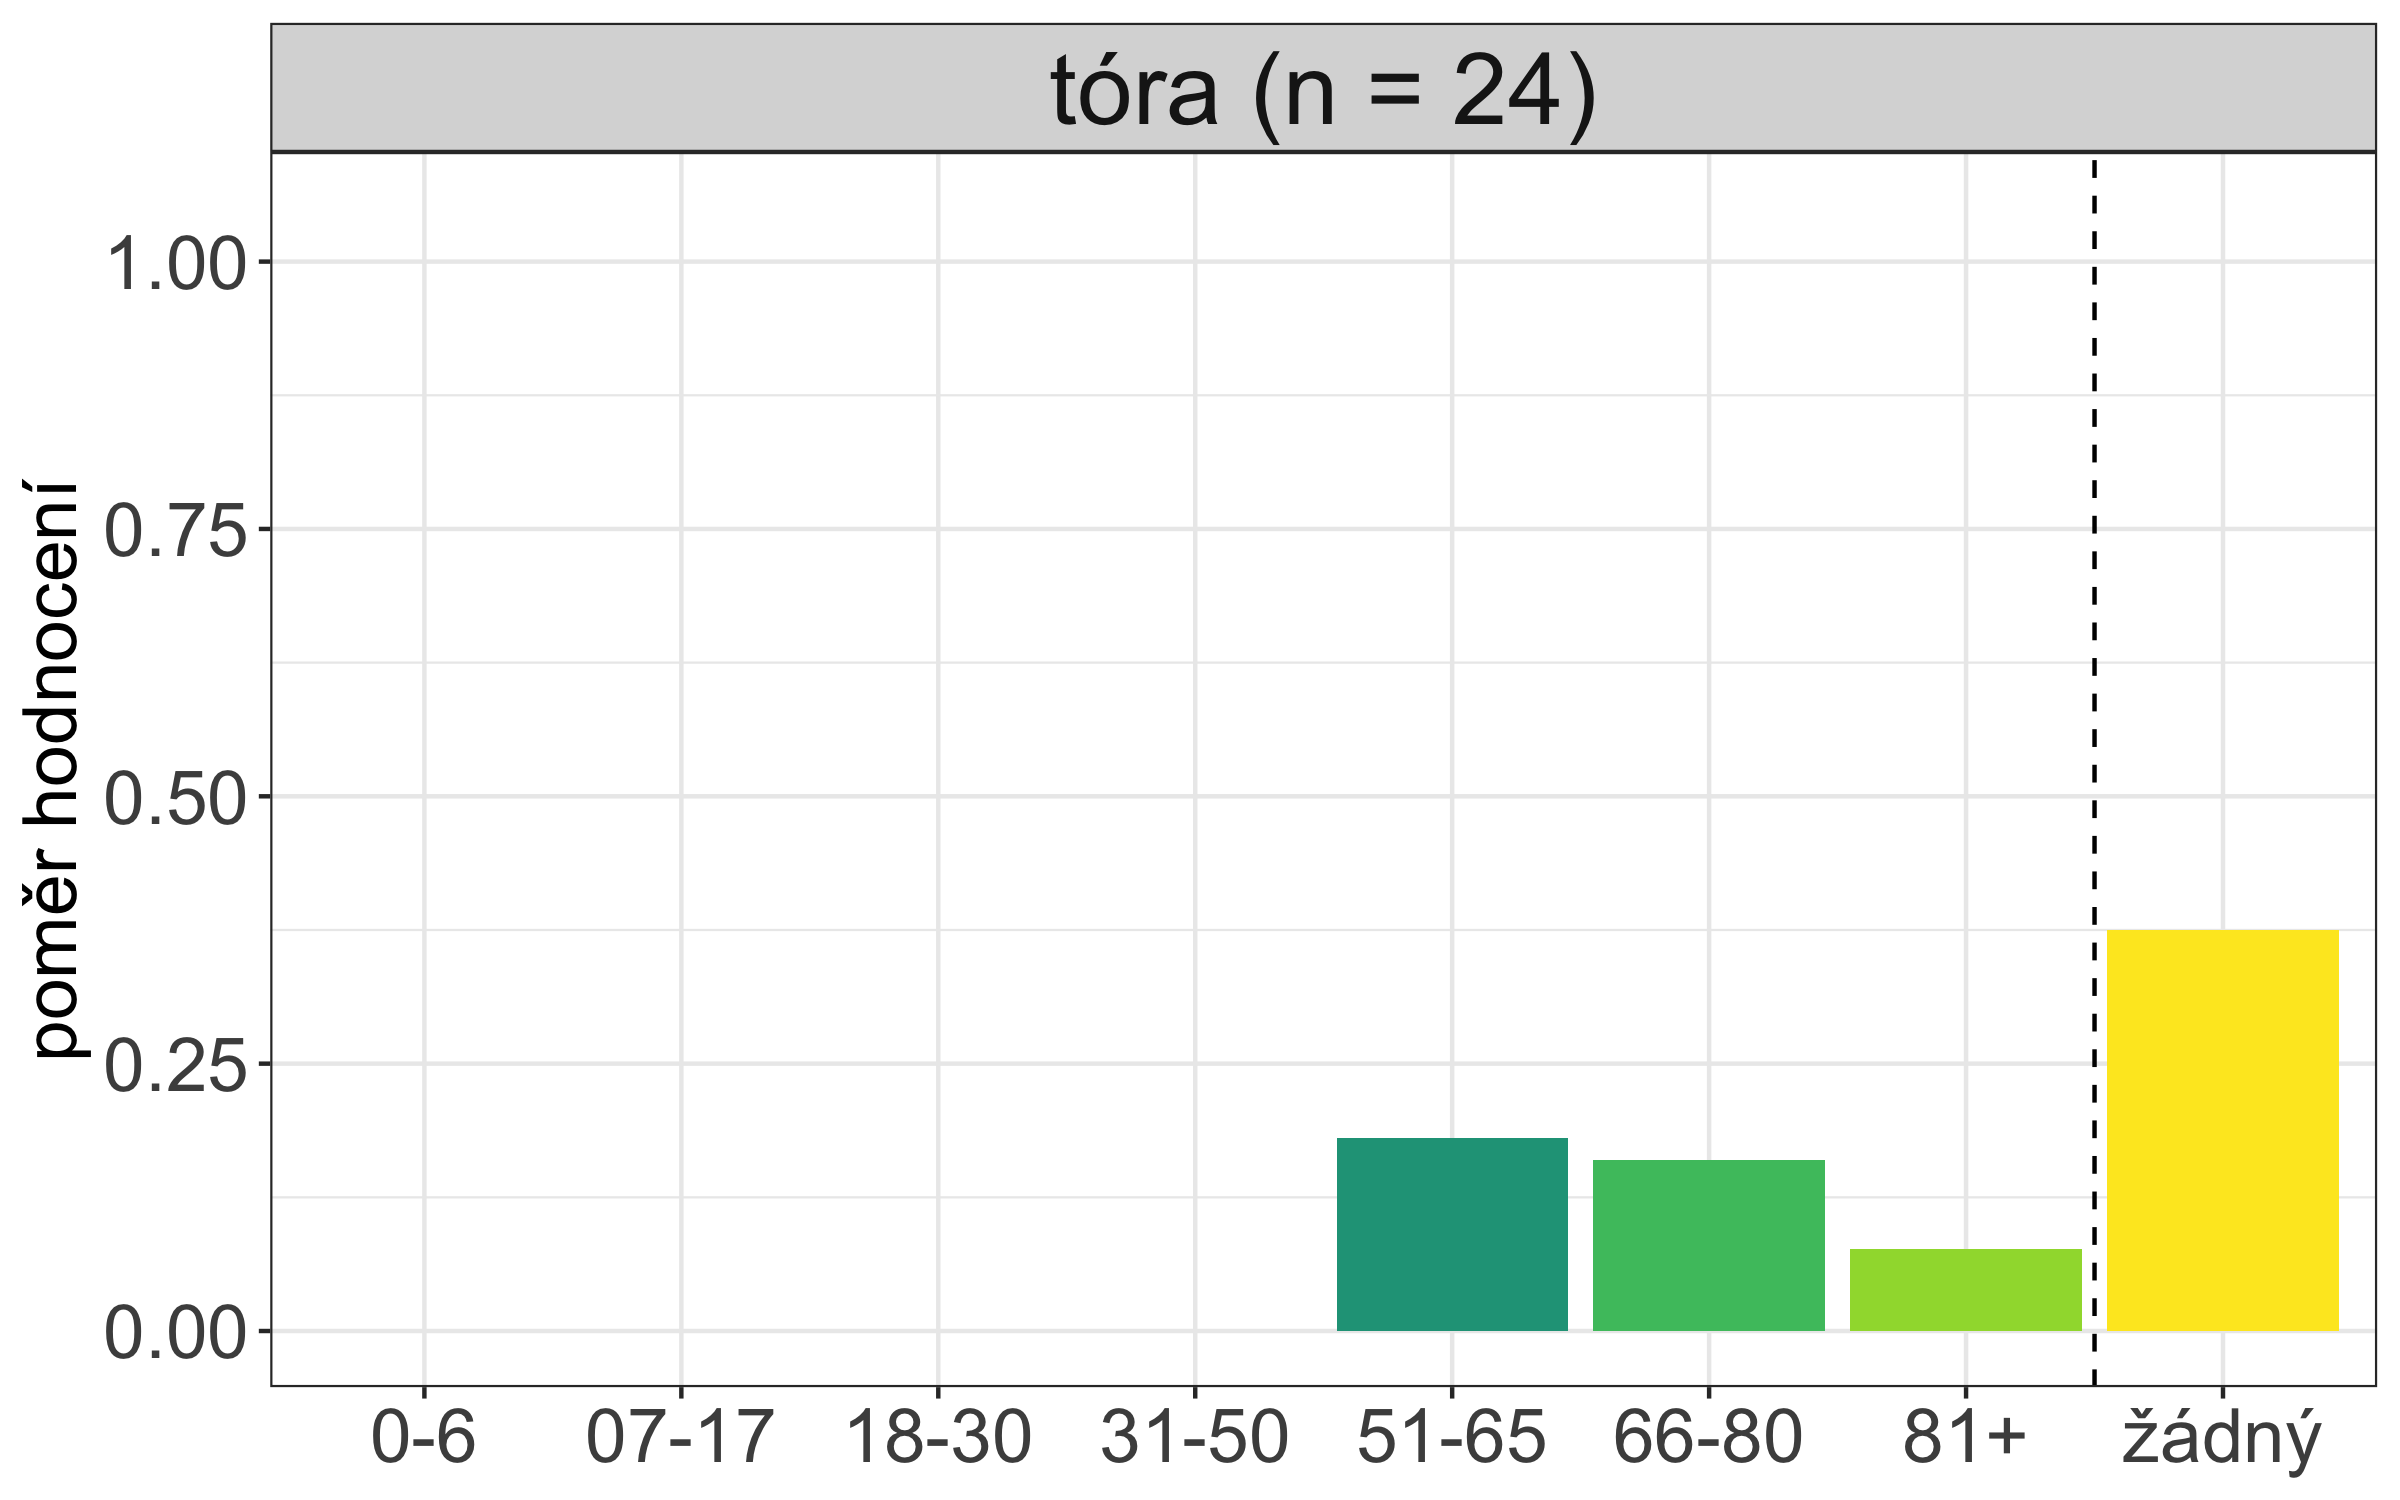 tóra (n = 24)
poměr hodnocení
1.00
0.75
0.50
0.25
0.00
0-6 07-17 18-30 31-50 51-65 66-80 81+ žádný